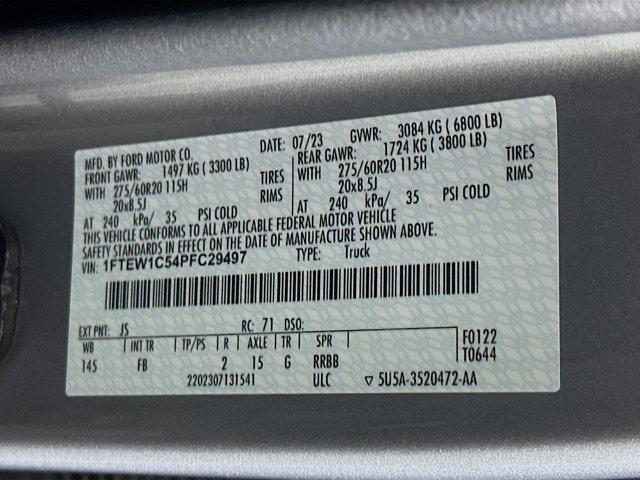 MFD. BY FORD MOTOR CO. DATE: 07/23 GVWR: 3084 KG ( 6800 LB)
FRONT GAWR: 1497 KG ( 3300 LB) REAR GAWR: 1724 KG ( 3800 LB)
WITH 275/60R20 115H TIRES WITH 275/60R20 115H TIRES
20x8.5J RIMS 20x8.5J RIMS
AT 240 kPa/ 35 PSI COLD AT 240 kPa/ 35 PSI COLD
THIS VEHICLE CONFORMS TO ALL APPLICABLE FEDERAL MOTOR VEHICLE
SAFETY STANDARDS IN EFFECT ON THE DATE OF MANUFACTURE SHOWN ABOVE.
VIN: 1FTEW1C54PFC29497 TYPE: Truck
EXT PNT: JS RC: 71 DSO:
WB INT TR TP/PS R AXLE TR SPR F0122
145 FB 2 15 G RRBB T0644
2202307131541 ULC ▽ 5U5A-3520472-AA